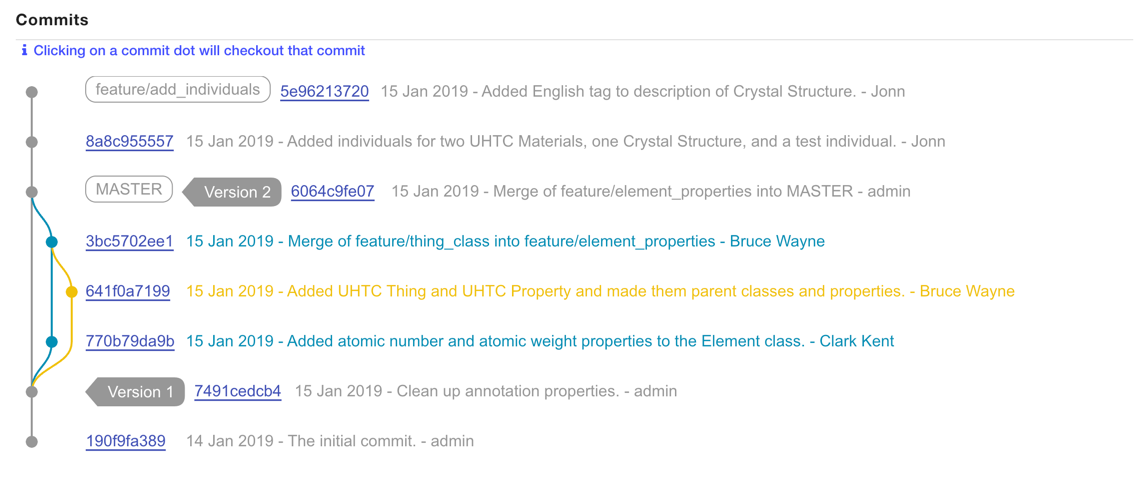 Commits
i Clicking on a commit dot will checkout that commit
feature/add_individuals 5e96213720 15 Jan 2019 - Added English tag to description of Crystal Structure. - Jonn
8a8c955557 15 Jan 2019 - Added individuals for two UHTC Materials, one Crystal Structure, and a test individual. - Jonn
MASTER Version 2 6064c9fe07 15 Jan 2019 - Merge of feature/element_properties into MASTER - admin
3bc5702ee1 15 Jan 2019 - Merge of feature/thing_class into feature/element_properties - Bruce Wayne
641f0a7199 15 Jan 2019 - Added UHTC Thing and UHTC Property and made them parent classes and properties. - Bruce Wayne
770b79da9b 15 Jan 2019 - Added atomic number and atomic weight properties to the Element class. - Clark Kent
Version 1 7491cedcb4 15 Jan 2019 - Clean up annotation properties. - admin
190f9fa389 14 Jan 2019 - The initial commit. - admin